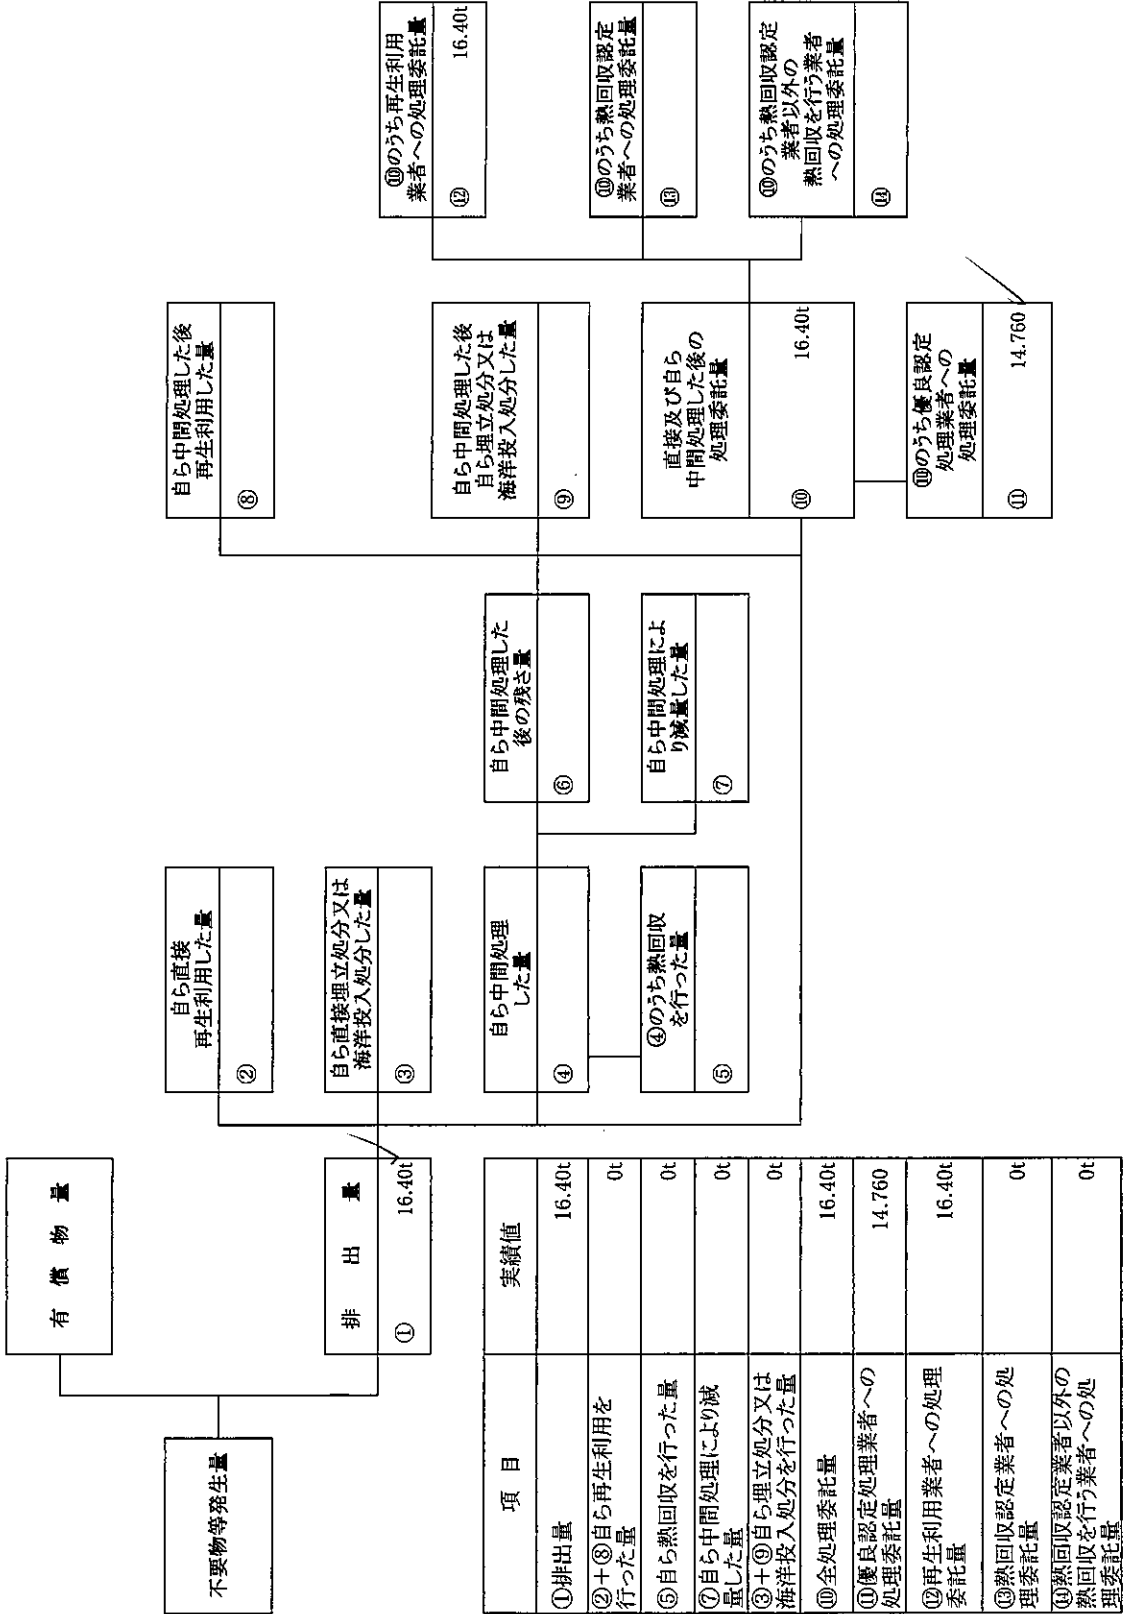 不要物等発生量
有償物量
排出量
① 16.40t
自ら直接
再生利用した量
②
自ら直接埋立処分又は
海洋投入処分した量
③
自ら中間処理
した量
④
④のうち熱回収
を行った量
⑤
自ら中間処理した
後の残さ量
⑥
自ら中間処理によ
り減量した量
⑦
自ら中間処理した後
再生利用した量
⑧
自ら中間処理した後
自ら埋立処分又は
海洋投入処分した量
⑨
直接及び自ら
中間処理した後の
処理委託量
⑩ 16.40t
⑩のうち優良認定
処理業者への
処理委託量
⑪ 14.760
⑩のうち再生利用
業者への処理委託量
⑫ 16.40t
⑩のうち熱回収認定
業者への処理委託量
⑬
⑩のうち熱回収認定
業者以外の
熱回収を行う業者
への処理委託量
⑭
項目 実績値
①排出量 16.40t
②+⑧自ら再生利用を
行った量 0t
⑤自ら熱回収を行った量 0t
⑦自ら中間処理により減
量した量 0t
③+⑨自ら埋立処分又は
海洋投入処分を行った量 0t
⑩全処理委託量 16.40t
⑪優良認定処理業者への
処理委託量 14.760
⑫再生利用業者への処理
委託量 16.40t
⑬熱回収認定業者への処
理委託量 0t
⑭熱回収認定業者以外の
熱回収を行う業者への処
理委託量 0t